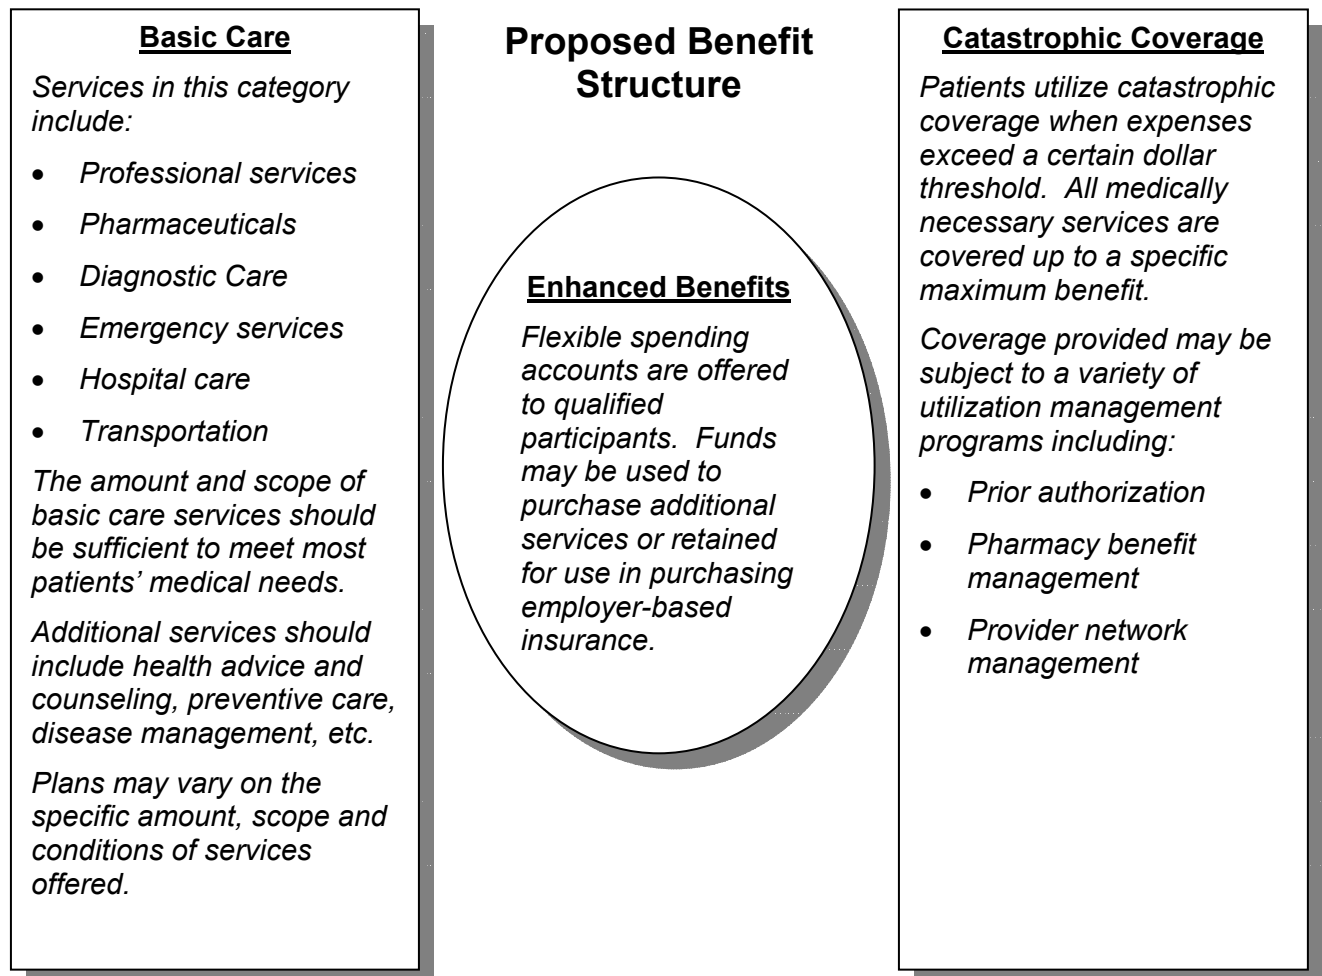 Basic Care
Services in this category
include:
• Professional services
• Pharmaceuticals
• Diagnostic Care
• Emergency services
• Hospital care
• Transportation
The amount and scope of
basic care services should
be sufficient to meet most
patients’ medical needs.
Additional services should
include health advice and
counseling, preventive care,
disease management, etc.
Plans may vary on the
specific amount, scope and
conditions of services
offered.
Proposed Benefit
Structure
Enhanced Benefits
Flexible spending
accounts are offered
to qualified
participants.  Funds
may be used to
purchase additional
services or retained
for use in purchasing
employer-based
insurance.
Catastrophic Coverage
Patients utilize catastrophic
coverage when expenses
exceed a certain dollar
threshold.  All medically
necessary services are
covered up to a specific
maximum benefit.
Coverage provided may be
subject to a variety of
utilization management
programs including:
• Prior authorization
• Pharmacy benefit
management
• Provider network
management